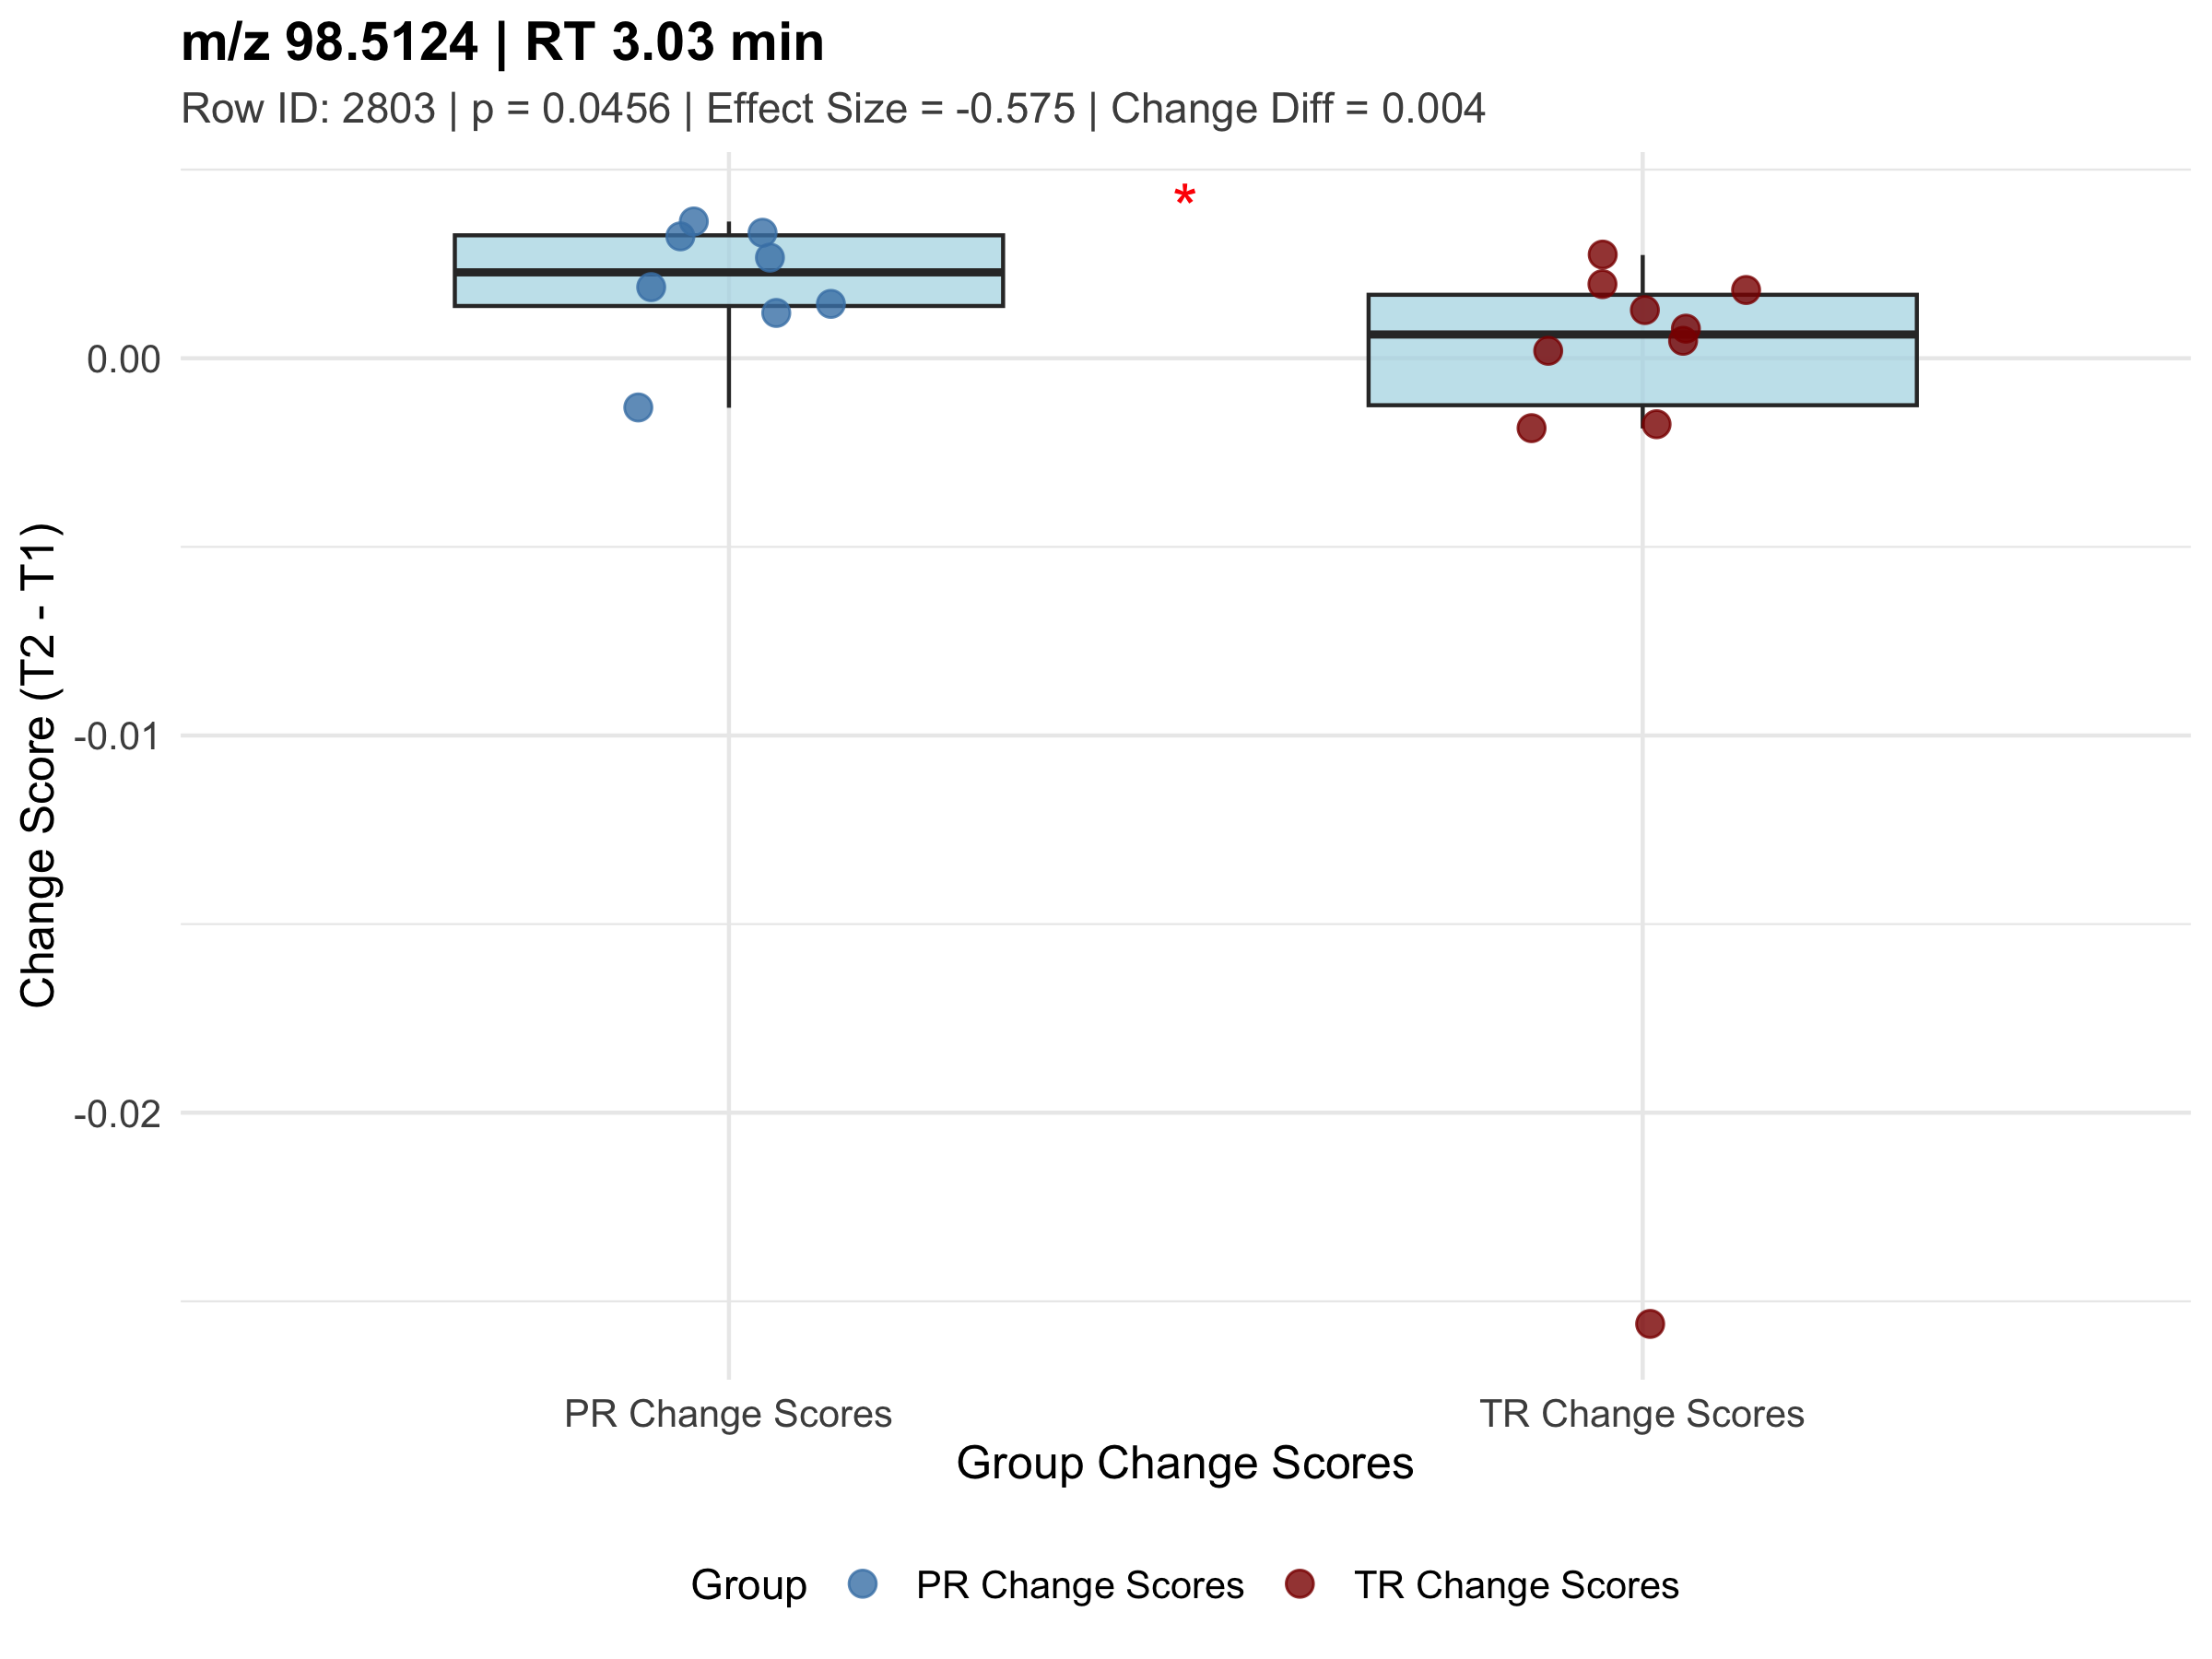 m/z 98.5124 | RT 3.03 min
Row ID: 2803 | p = 0.0456 | Effect Size = -0.575 | Change Diff = 0.004
*
0.00
-0.01
-0.02
Change Score (T2 - T1)
PR Change Scores TR Change Scores
Group Change Scores
Group PR Change Scores TR Change Scores